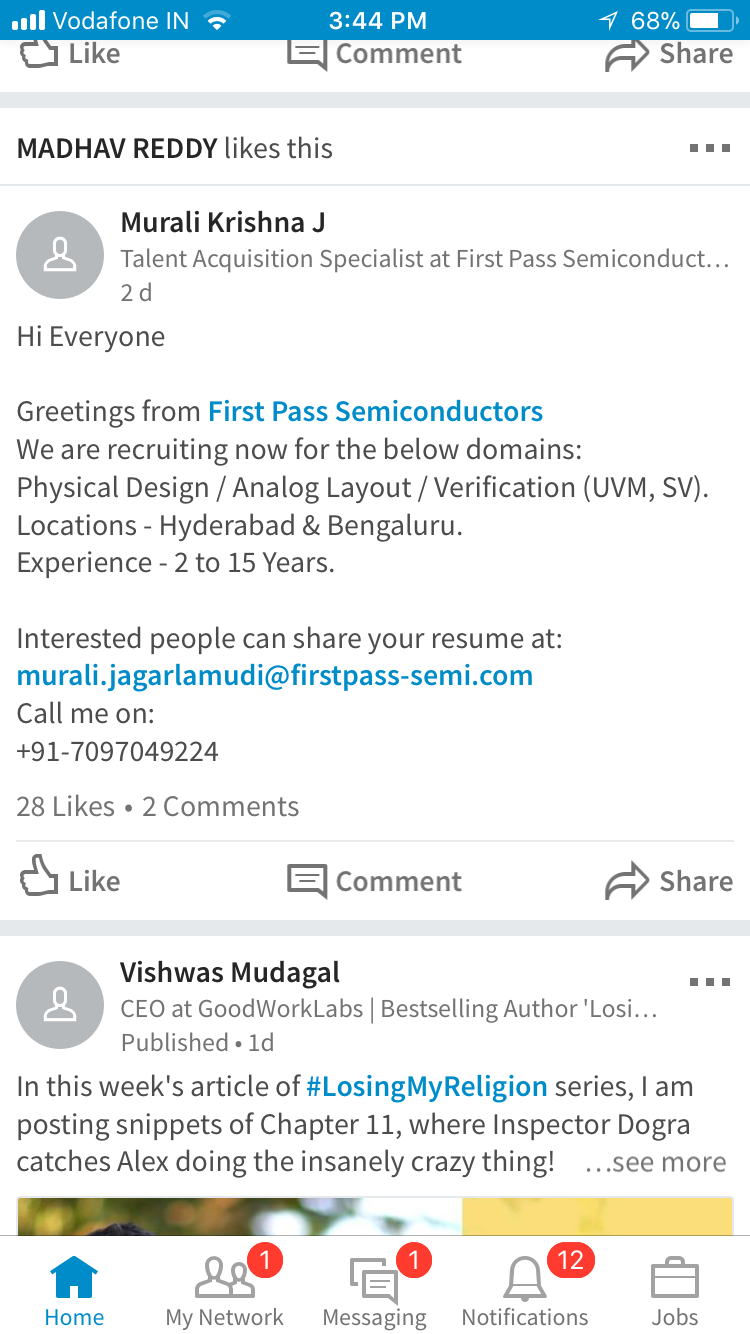 Vodafone IN 3:44 PM 68%
Like Comment Share
MADHAV REDDY likes this
Murali Krishna J
Talent Acquisition Specialist at First Pass Semiconduct...
2 d
Hi Everyone
Greetings from First Pass Semiconductors
We are recruiting now for the below domains:
Physical Design / Analog Layout / Verification (UVM, SV).
Locations - Hyderabad & Bengaluru.
Experience - 2 to 15 Years.
Interested people can share your resume at:
murali.jagarlamudi@firstpass-semi.com
Call me on:
+91-7097049224
28 Likes • 2 Comments
Like Comment Share
Vishwas Mudagal
CEO at GoodWorkLabs | Bestselling Author 'Losi...
Published • 1d
In this week's article of #LosingMyReligion series, I am
posting snippets of Chapter 11, where Inspector Dogra
catches Alex doing the insanely crazy thing! ...see more
1 1 12
Home My Network Messaging Notifications Jobs